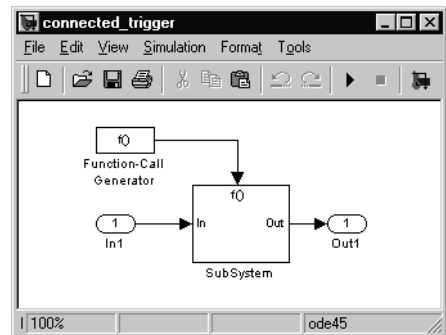 connected_trigger
File Edit View Simulation Format Tools
f()
Function-Call
Generator
f()
1
In1
In
Out
1
Out1
SubSystem
100%
ode45